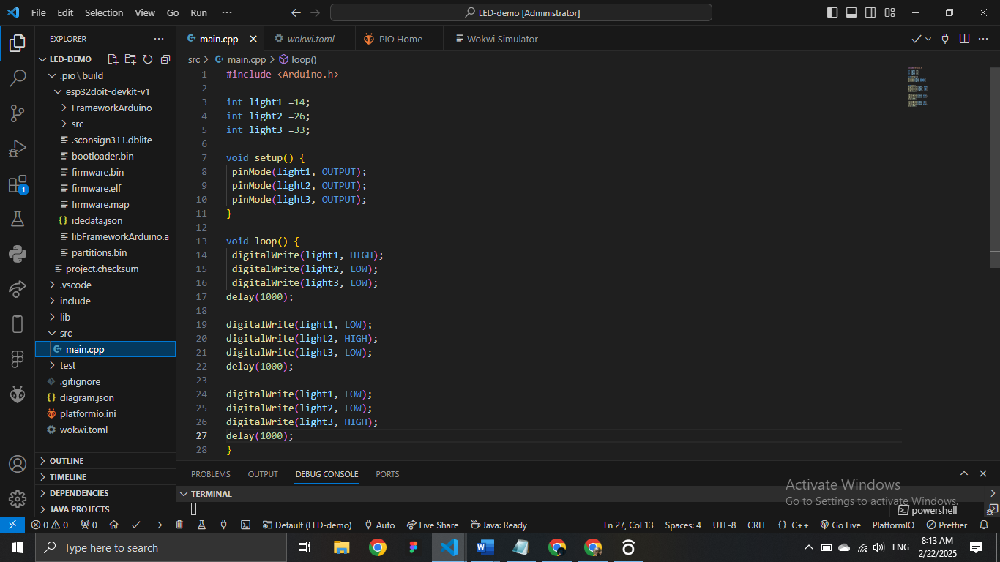 File Edit Selection View Go Run ···
LED-demo [Administrator]
EXPLORER ···
LED-DEMO
.pio \ build
esp32doit-devkit-v1
FrameworkArduino
src
.sconsign311.dblite
bootloader.bin
firmware.bin
firmware.elf
firmware.map
{} idedata.json
libFrameworkArduino.a
partitions.bin
project.checksum
.vscode
include
lib
src
main.cpp
test
.gitignore
{} diagram.json
platformio.ini
wokwi.toml
OUTLINE
TIMELINE
DEPENDENCIES
JAVA PROJECTS
1
main.cpp
wokwi.toml
PIO Home
Wokwi Simulator
src > main.cpp > loop()
1 #include <Arduino.h>
2
3 int light1 =14;
4 int light2 =26;
5 int light3 =33;
6
7 void setup() {
8 pinMode(light1, OUTPUT);
9 pinMode(light2, OUTPUT);
10 pinMode(light3, OUTPUT);
11 }
12
13 void loop() {
14 digitalWrite(light1, HIGH);
15 digitalWrite(light2, LOW);
16 digitalWrite(light3, LOW);
17 delay(1000);
18
19 digitalWrite(light1, LOW);
20 digitalWrite(light2, HIGH);
21 digitalWrite(light3, LOW);
22 delay(1000);
23
24 digitalWrite(light1, LOW);
25 digitalWrite(light2, LOW);
26 digitalWrite(light3, HIGH);
27 delay(1000);
28 }
PROBLEMS OUTPUT DEBUG CONSOLE PORTS
TERMINAL
powershell
Activate Windows
Go to Settings to activate Windows.
0 0 0 Default (LED-demo) Auto Live Share Java: Ready Ln 27, Col 13 Spaces: 4 UTF-8 CRLF {} C++ Go Live PlatformIO Prettier
Type here to search
ENG
8:13 AM
2/22/2025